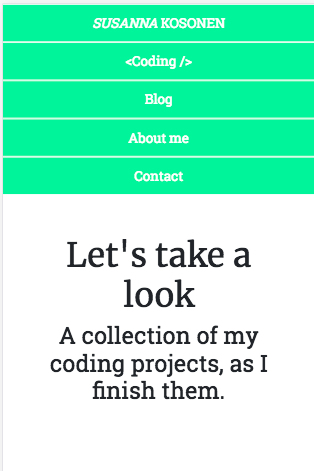 SUSANNA KOSONEN
<Coding />
Blog
About me
Contact
Let's take a
look
A collection of my
coding projects, as I
finish them.